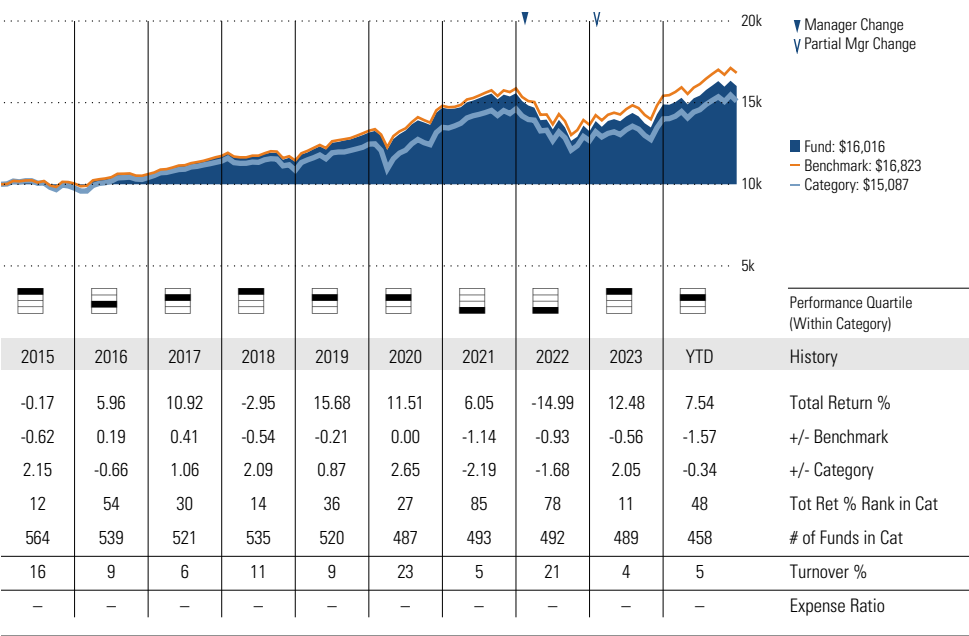 20k
▼ Manager Change
∨ Partial Mgr Change
15k
Fund: $16,016
Benchmark: $16,823
Category: $15,087
10k
5k
Performance Quartile
(Within Category)
2015 2016 2017 2018 2019 2020 2021 2022 2023 YTD History
-0.17 5.96 10.92 -2.95 15.68 11.51 6.05 -14.99 12.48 7.54 Total Return %
-0.62 0.19 0.41 -0.54 -0.21 0.00 -1.14 -0.93 -0.56 -1.57 +/- Benchmark
2.15 -0.66 1.06 2.09 0.87 2.65 -2.19 -1.68 2.05 -0.34 +/- Category
12 54 30 14 36 27 85 78 11 48 Tot Ret % Rank in Cat
564 539 521 535 520 487 493 492 489 458 # of Funds in Cat
16 9 6 11 9 23 5 21 4 5 Turnover %
– – – – – – – – – – Expense Ratio